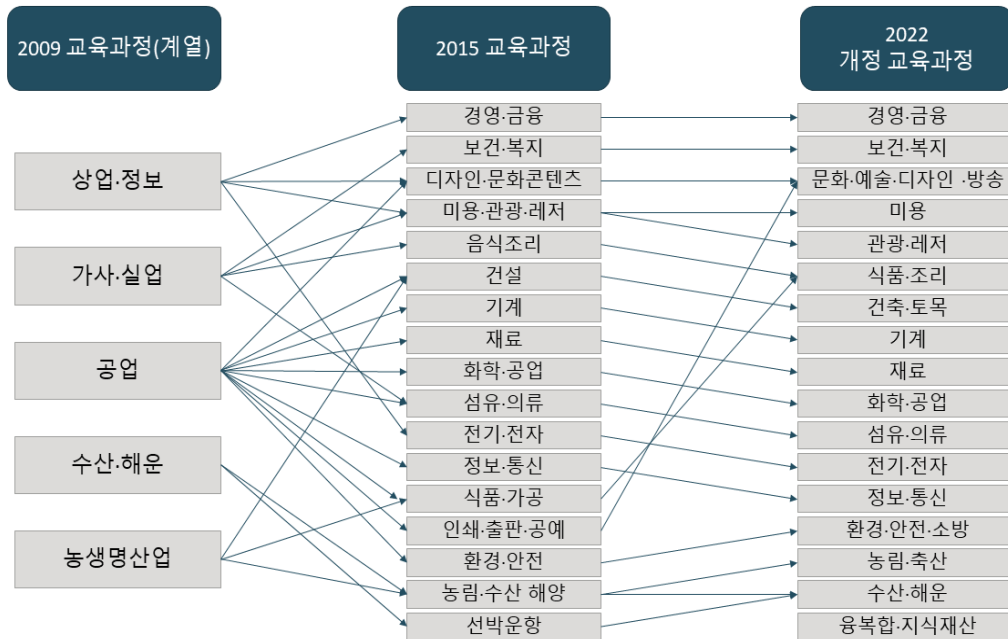 2009 교육과정(계열)
2015 교육과정
2022
개정 교육과정
상업·정보
가사·실업
공업
수산·해운
농생명산업
경영·금융
보건·복지
디자인·문화콘텐츠
미용·관광·레저
음식조리
건설
기계
재료
화학·공업
섬유·의류
전기·전자
정보·통신
식품·가공
인쇄·출판·공예
환경·안전
농림·수산 해양
선박운항
경영·금융
보건·복지
문화·예술·디자인 ·방송
미용
관광·레저
식품·조리
건축·토목
기계
재료
화학·공업
섬유·의류
전기·전자
정보·통신
환경·안전·소방
농림·축산
수산·해운
융복합·지식재산